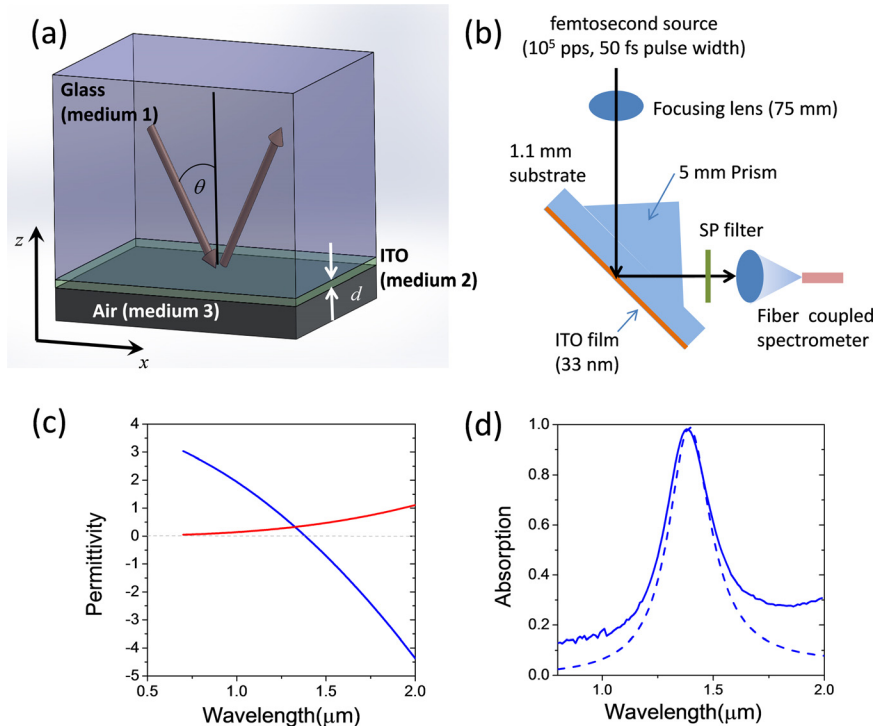 (a)
Glass
(medium 1)
θ
z
ITO
(medium 2)
Air (medium 3)
d
x
(b)
femtosecond source
(10⁵ pps, 50 fs pulse width)
Focusing lens (75 mm)
1.1 mm
substrate
5 mm Prism
SP filter
ITO film
(33 nm)
Fiber coupled
spectrometer
(c)
Permittivity
4
3
2
1
0
-1
-2
-3
-4
-5
0.5
1.0
1.5
2.0
Wavelength(μm)
(d)
Absorption
1.0
0.8
0.6
0.4
0.2
0.0
1.0
1.5
2.0
Wavelength(μm)